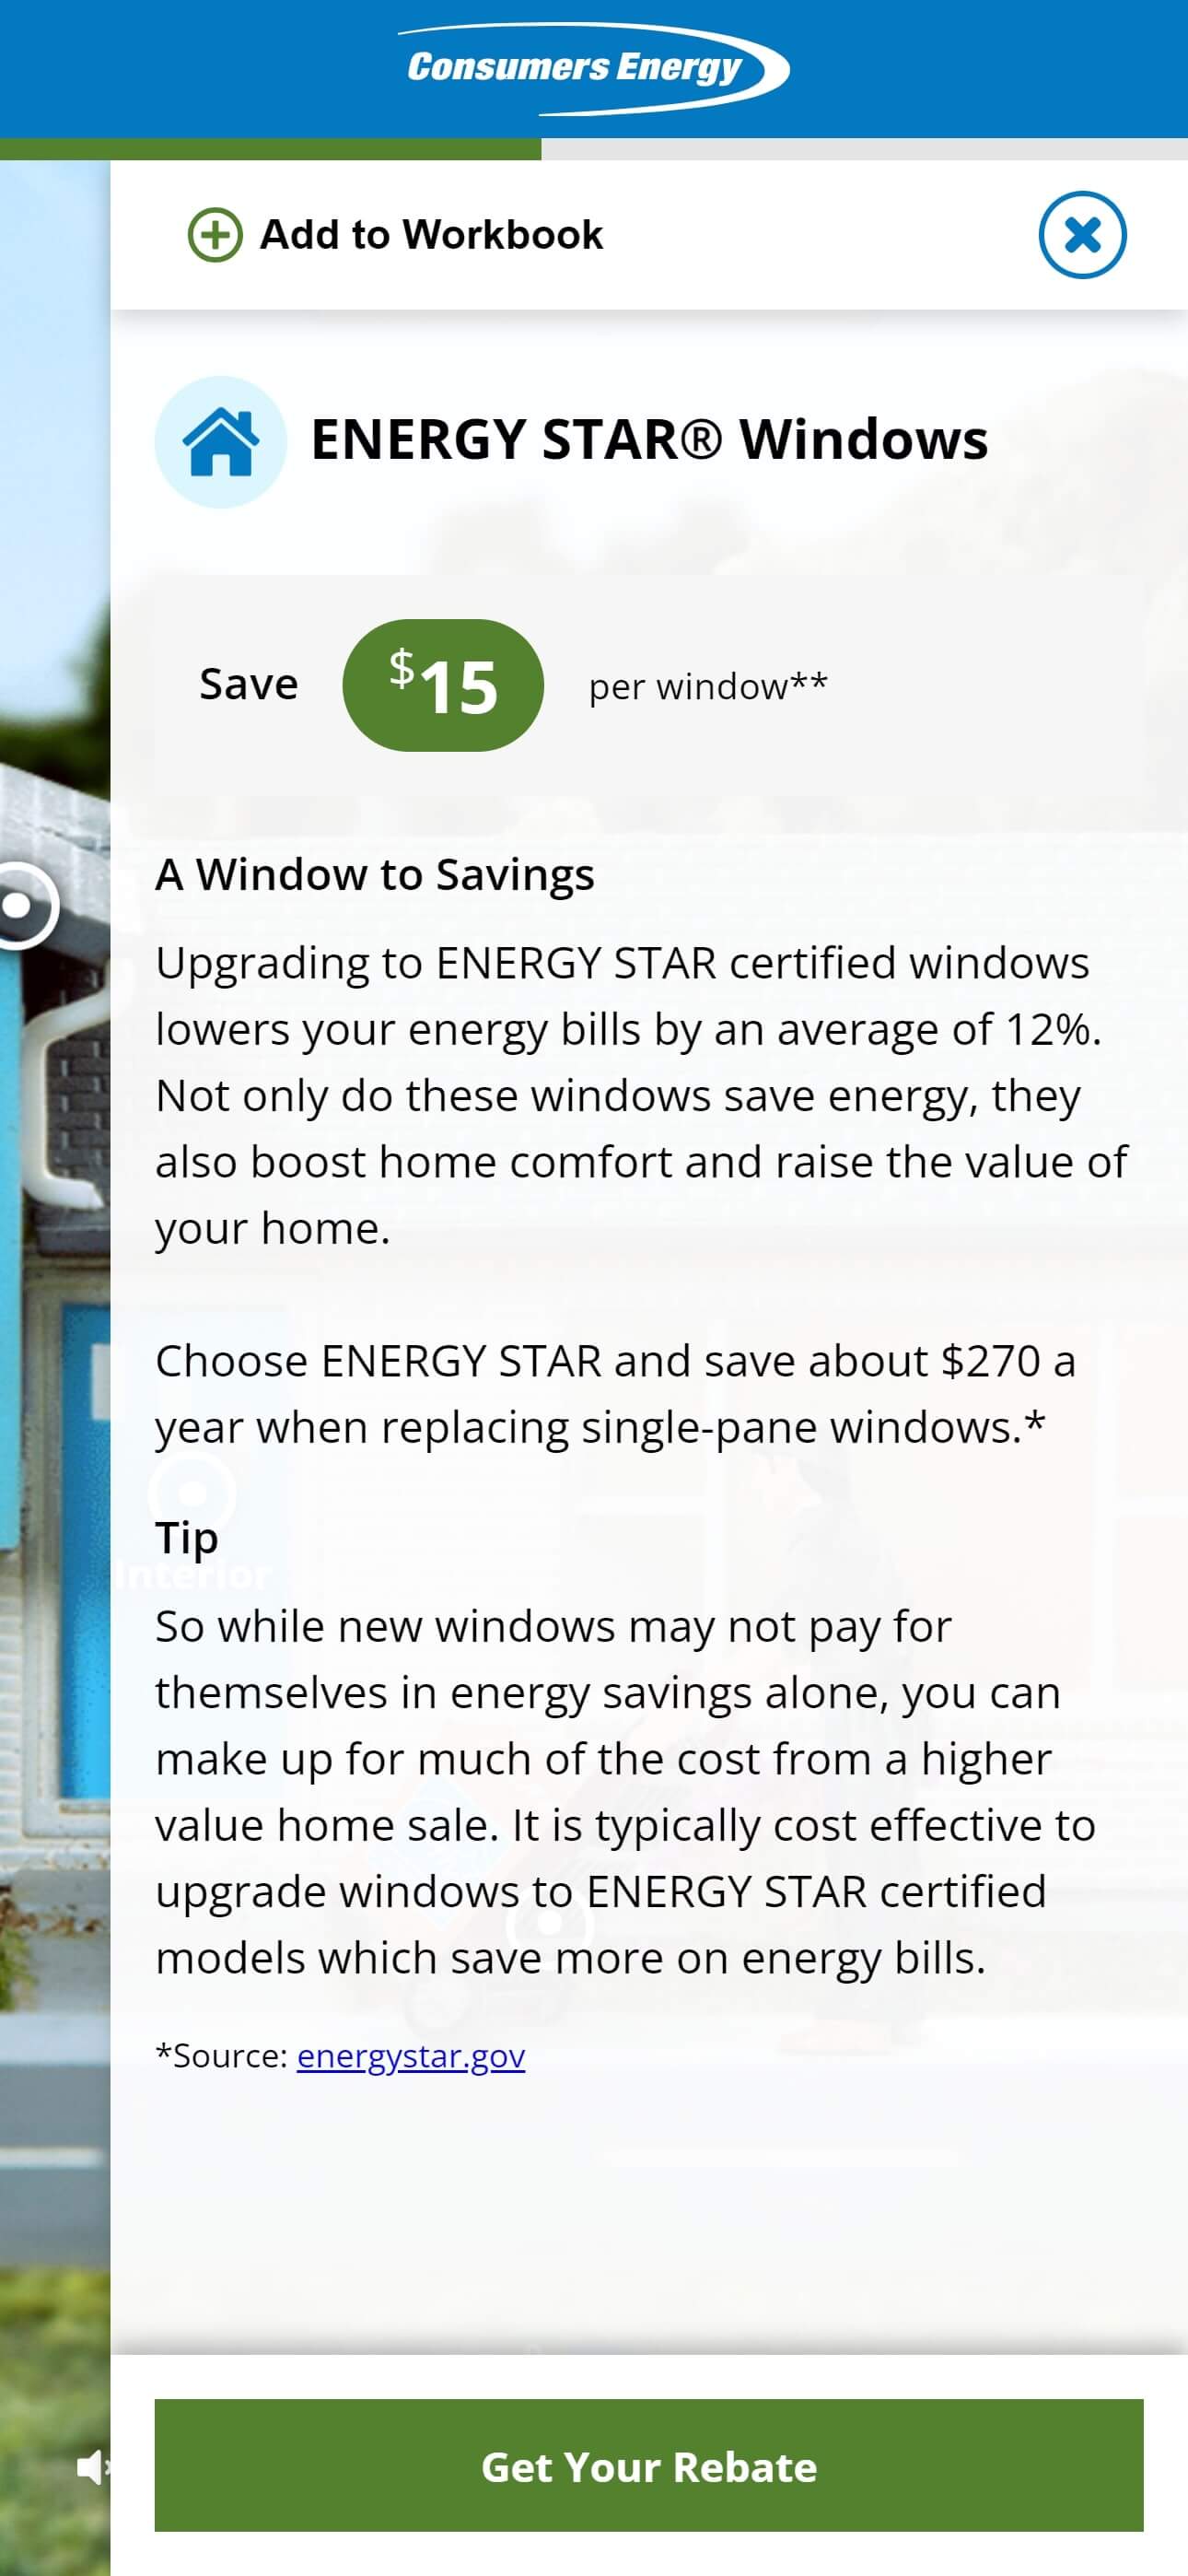 Consumers Energy
Add to Workbook
ENERGY STAR® Windows
Save $15 per window**
A Window to Savings
Upgrading to ENERGY STAR certified windows
lowers your energy bills by an average of 12%.
Not only do these windows save energy, they
also boost home comfort and raise the value of
your home.
Choose ENERGY STAR and save about $270 a
year when replacing single-pane windows.*
Tip
Interior
So while new windows may not pay for
themselves in energy savings alone, you can
make up for much of the cost from a higher
value home sale. It is typically cost effective to
upgrade windows to ENERGY STAR certified
models which save more on energy bills.
*Source: energystar.gov
Get Your Rebate